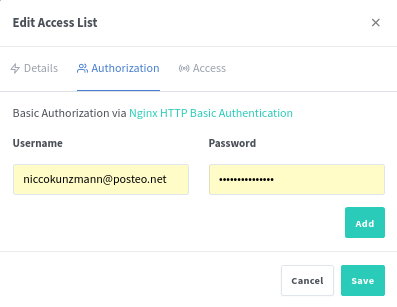 Edit Access List
Details Authorization Access
Basic Authorization via Nginx HTTP Basic Authentication
Username Password
niccokunzmann@posteo.net •••••••••••••••
Add
Cancel Save